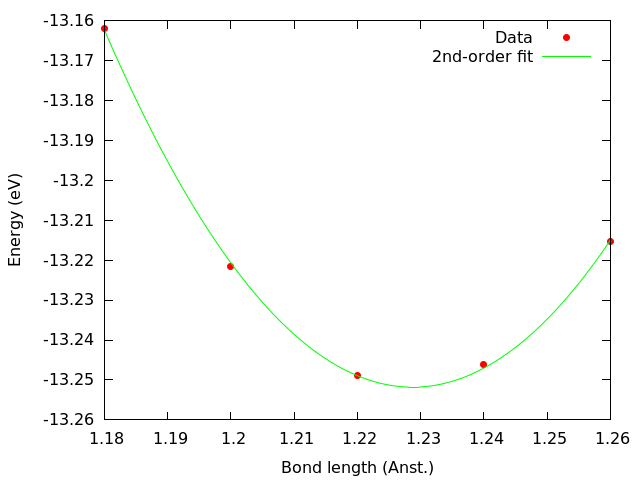 -13.16
-13.17
-13.18
-13.19
-13.2
-13.21
-13.22
-13.23
-13.24
-13.25
-13.26
Energy (eV)
Data
2nd-order fit
1.18 1.19 1.2 1.21 1.22 1.23 1.24 1.25 1.26
Bond length (Anst.)